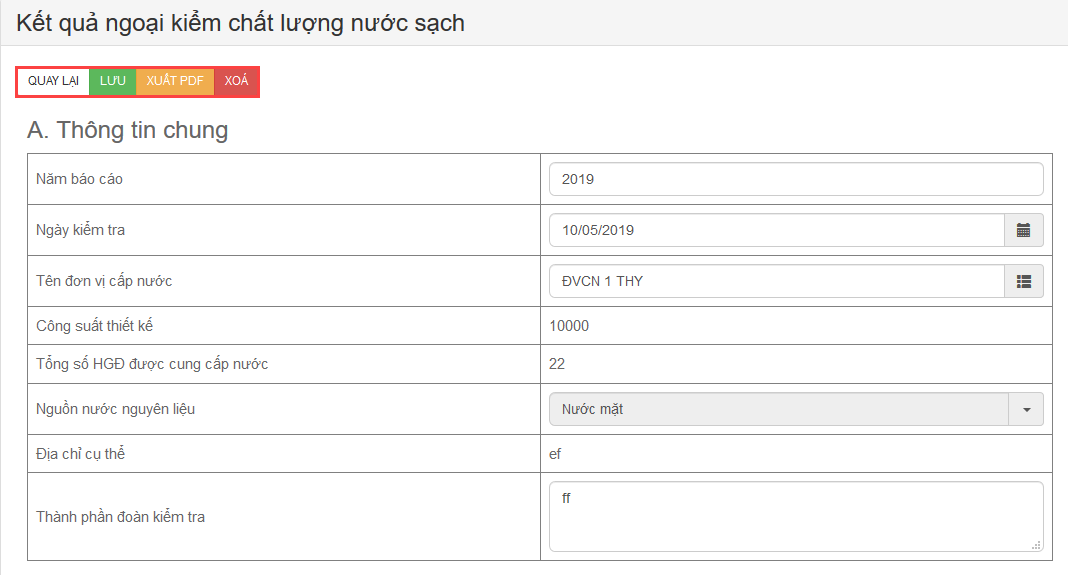 Kết quả ngoại kiểm chất lượng nước sạch
QUAY LẠI LƯU XUẤT PDF XOÁ
A. Thông tin chung
Năm báo cáo 2019
Ngày kiểm tra 10/05/2019
Tên đơn vị cấp nước ĐVCN 1 THY
Công suất thiết kế 10000
Tổng số HGĐ được cung cấp nước 22
Nguồn nước nguyên liệu Nước mặt
Địa chỉ cụ thể ef
Thành phần đoàn kiểm tra ff